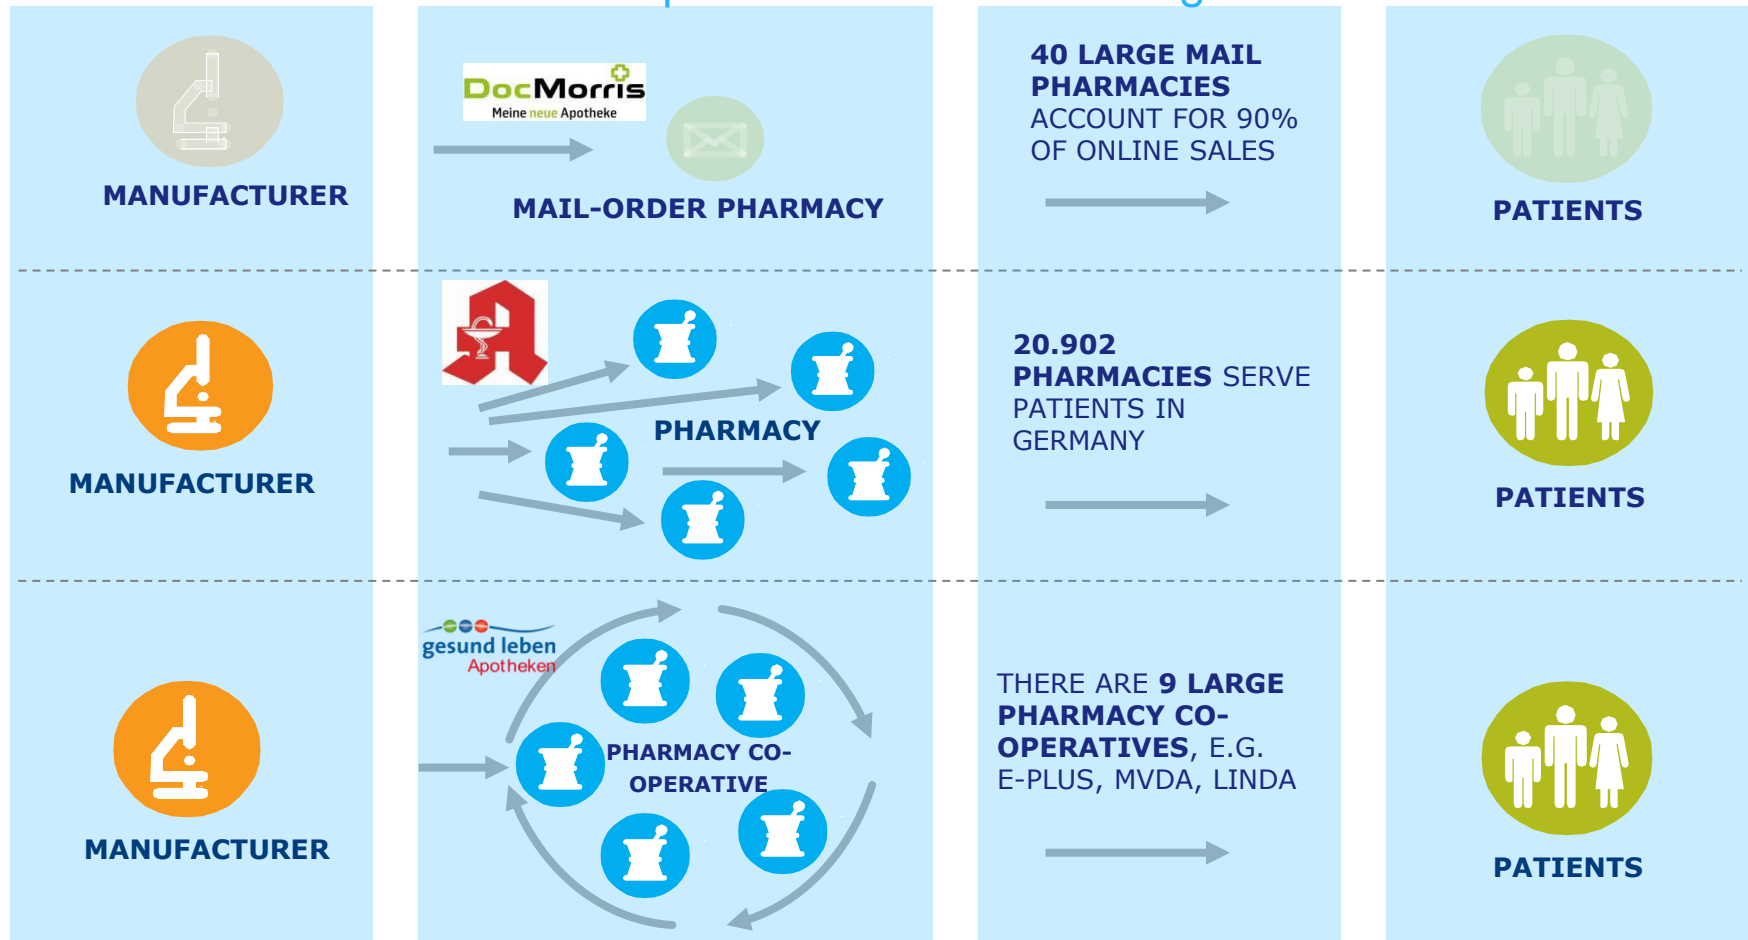 DocMorris
Meine neue Apotheke
MANUFACTURER
MAIL-ORDER PHARMACY
40 LARGE MAIL
PHARMACIES
ACCOUNT FOR 90%
OF ONLINE SALES
PATIENTS
MANUFACTURER
PHARMACY
20.902
PHARMACIES SERVE
PATIENTS IN
GERMANY
PATIENTS
gesund leben
Apotheken
MANUFACTURER
PHARMACY CO-
OPERATIVE
THERE ARE 9 LARGE
PHARMACY CO-
OPERATIVES, E.G.
E-PLUS, MVDA, LINDA
PATIENTS